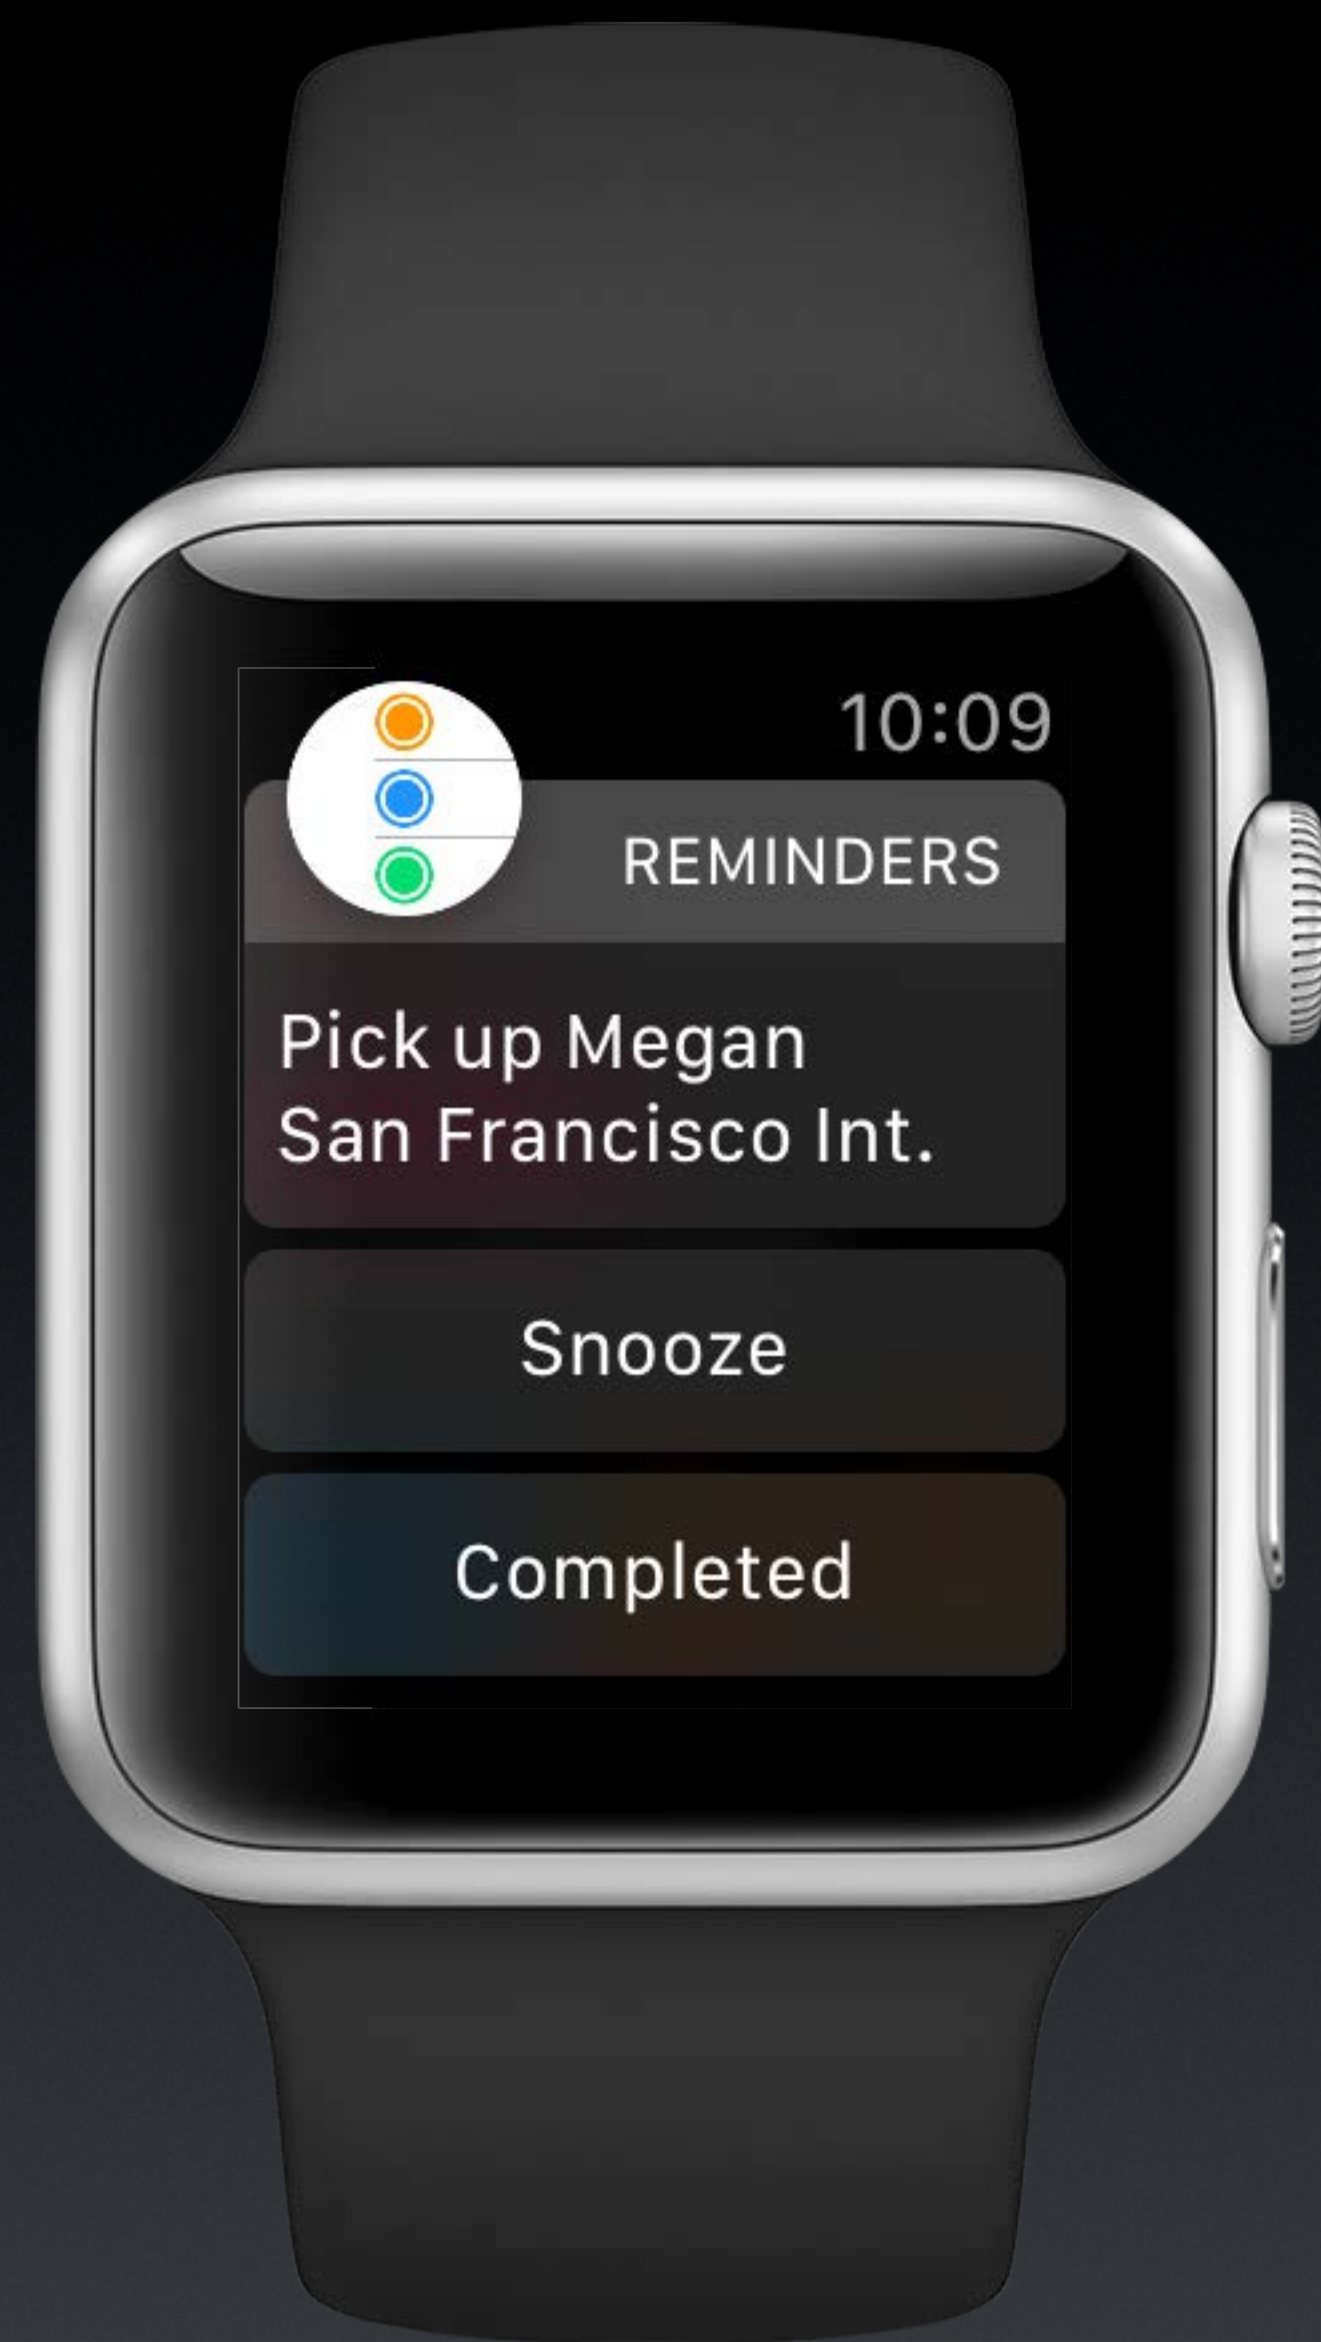 10:09
REMINDERS
Pick up Megan
San Francisco Int.
Snooze
Completed